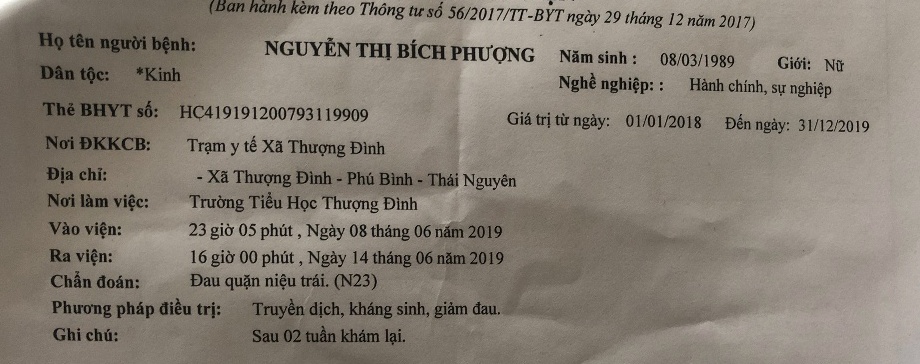 (Ban hành kèm theo Thông tư số 56/2017/TT-BYT ngày 29 tháng 12 năm 2017)
Họ tên người bệnh: NGUYỄN THỊ BÍCH PHƯỢNG Năm sinh : 08/03/1989 Giới: Nữ
Dân tộc: *Kinh Nghề nghiệp: : Hành chính, sự nghiệp
Thẻ BHYT số: HC419191200793119909 Giá trị từ ngày: 01/01/2018 Đến ngày: 31/12/2019
Nơi ĐKKCB: Trạm y tế Xã Thượng Đình
Địa chỉ: - Xã Thượng Đình - Phú Bình - Thái Nguyên
Nơi làm việc: Trường Tiểu Học Thượng Đình
Vào viện: 23 giờ 05 phút , Ngày 08 tháng 06 năm 2019
Ra viện: 16 giờ 00 phút , Ngày 14 tháng 06 năm 2019
Chẩn đoán: Đau quặn niệu trái. (N23)
Phương pháp điều trị: Truyền dịch, kháng sinh, giảm đau.
Ghi chú: Sau 02 tuần khám lại.